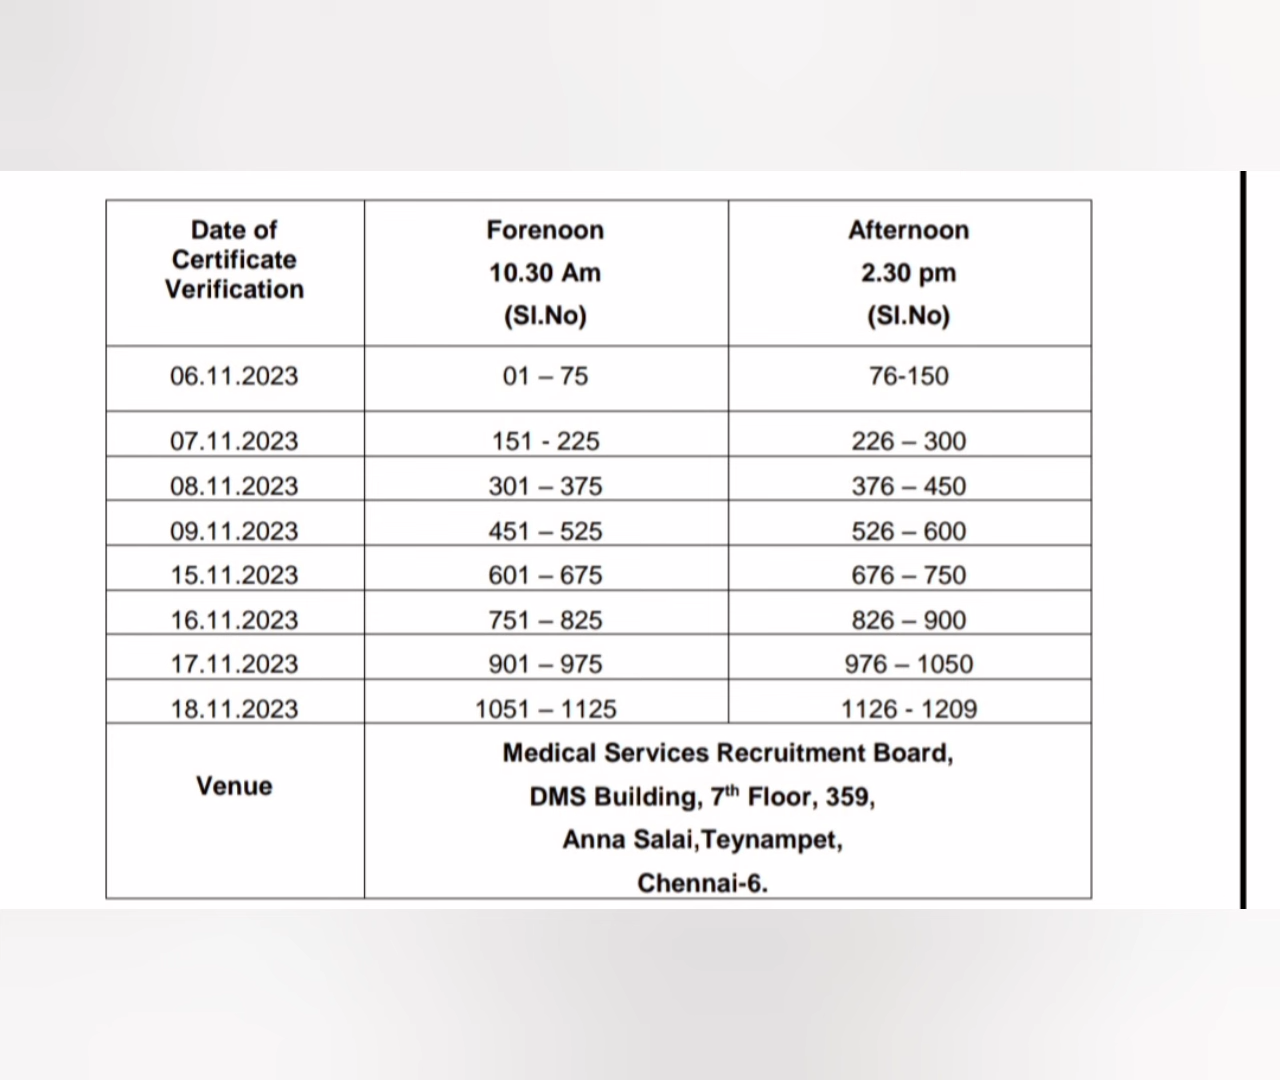 Date of
Certificate
Verification
Forenoon
10.30 Am
(Sl.No)
Afternoon
2.30 pm
(Sl.No)
06.11.2023 01 – 75 76-150
07.11.2023 151 - 225 226 – 300
08.11.2023 301 – 375 376 – 450
09.11.2023 451 – 525 526 – 600
15.11.2023 601 – 675 676 – 750
16.11.2023 751 – 825 826 – 900
17.11.2023 901 – 975 976 – 1050
18.11.2023 1051 – 1125 1126 - 1209
Venue
Medical Services Recruitment Board,
DMS Building, 7th Floor, 359,
Anna Salai,Teynampet,
Chennai-6.